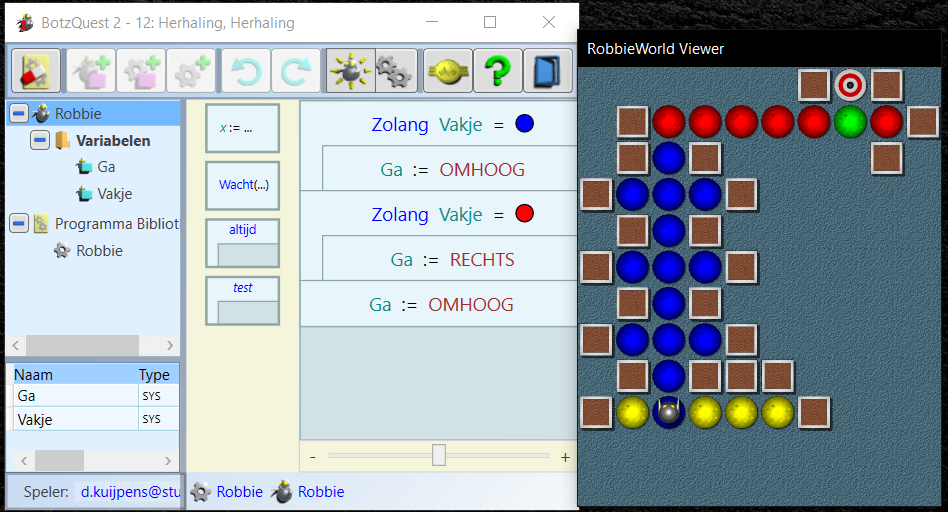 BotzQuest 2 - 12: Herhaling, Herhaling
RobbieWorld Viewer
Robbie
Variabelen
Ga
Vakje
Programma Bibliot
Robbie
Naam Type
Ga SYS
Vakje SYS
x := ...
Wacht(...)
altijd
test
Zolang Vakje =
Ga := OMHOOG
Zolang Vakje =
Ga := RECHTS
Ga := OMHOOG
- +
Speler: d.kuijpens@stu Robbie Robbie